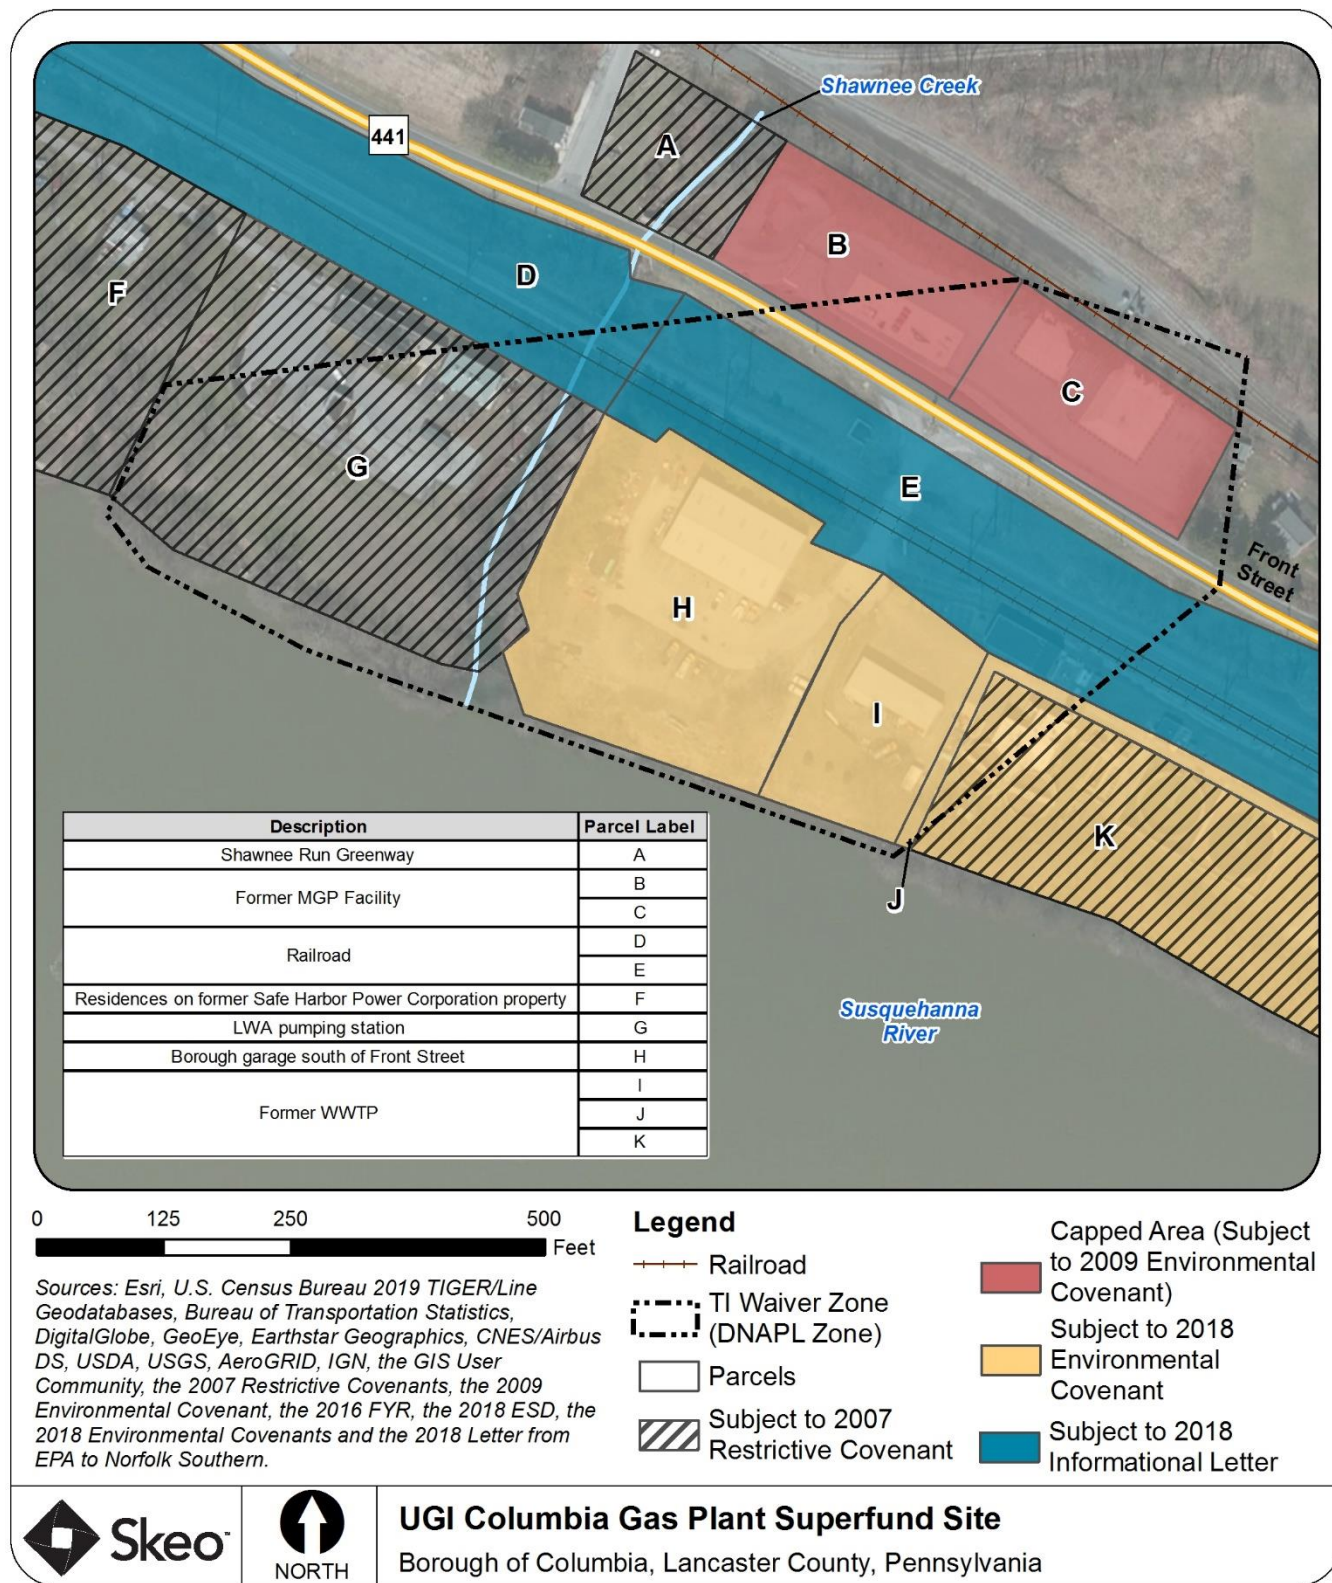 Shawnee Creek
441
A
B
D
F
C
G
E
Front
Street
H
I
K
J
Susquehanna
River
Description Parcel Label
Shawnee Run Greenway A
Former MGP Facility B
C
Railroad D
E
Residences on former Safe Harbor Power Corporation property F
LWA pumping station G
Borough garage south of Front Street H
Former WWTP I
J
K
0 125 250 500
Feet
Sources: Esri, U.S. Census Bureau 2019 TIGER/Line
Geodatabases, Bureau of Transportation Statistics,
DigitalGlobe, GeoEye, Earthstar Geographics, CNES/Airbus
DS, USDA, USGS, AeroGRID, IGN, the GIS User
Community, the 2007 Restrictive Covenants, the 2009
Environmental Covenant, the 2016 FYR, the 2018 ESD, the
2018 Environmental Covenants and the 2018 Letter from
EPA to Norfolk Southern.
Legend
Railroad
TI Waiver Zone
(DNAPL Zone)
Parcels
Subject to 2007
Restrictive Covenant
Capped Area (Subject
to 2009 Environmental
Covenant)
Subject to 2018
Environmental
Covenant
Subject to 2018
Informational Letter
Skeo
NORTH
UGI Columbia Gas Plant Superfund Site
Borough of Columbia, Lancaster County, Pennsylvania